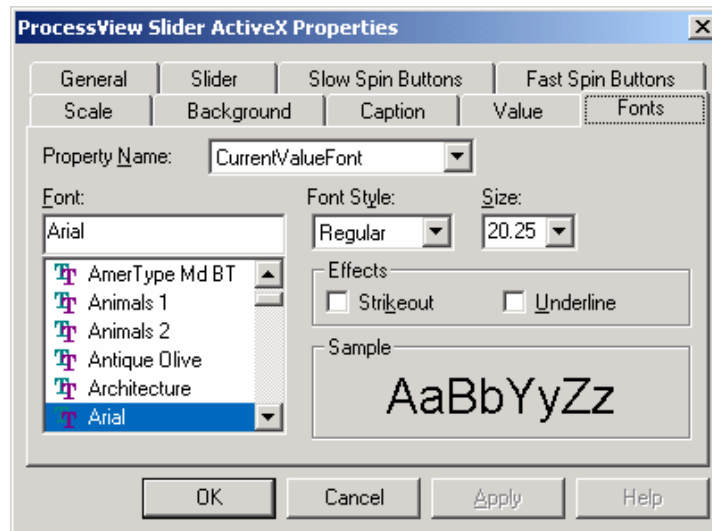 ProcessView Slider ActiveX Properties
General Slider Slow Spin Buttons Fast Spin Buttons
Scale Background Caption Value Fonts
Property Name: CurrentValueFont
Font: Font Style: Size:
Arial Regular 20.25
AmerType Md BT
Animals 1
Animals 2
Antique Olive
Architecture
Arial
Effects
Strikeout Underline
Sample
AaBbYyZz
OK Cancel Apply Help